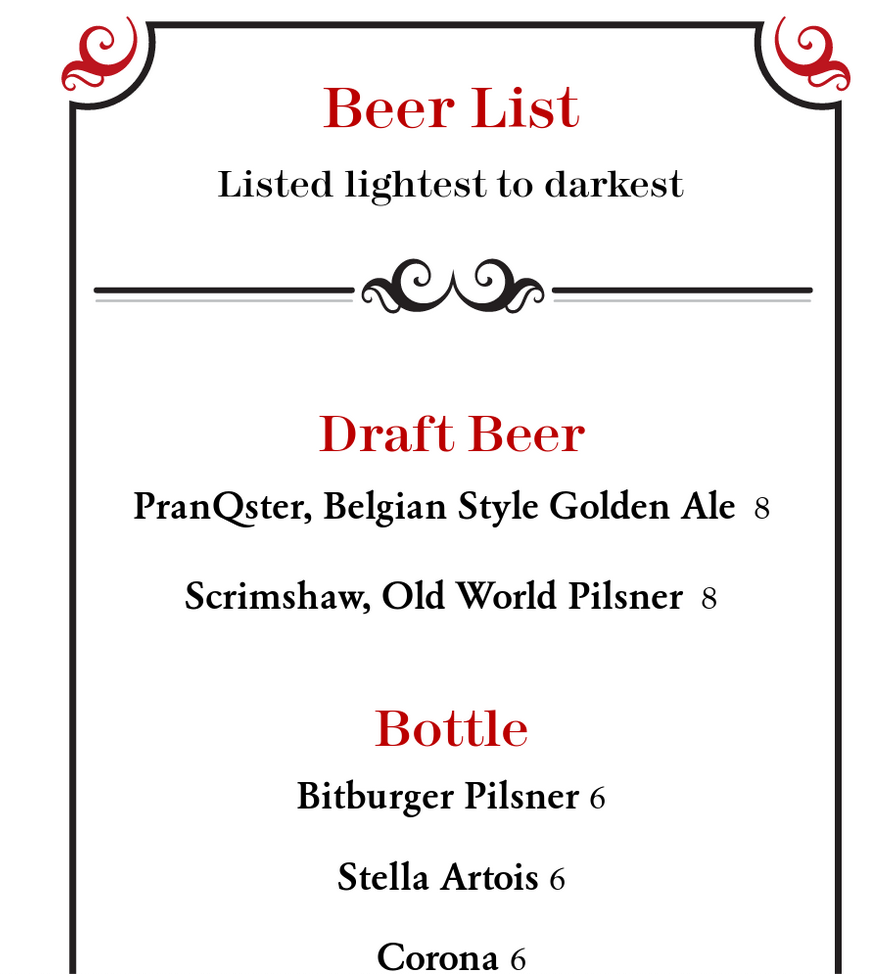 Beer List
Listed lightest to darkest
Draft Beer
PranQster, Belgian Style Golden Ale 8
Scrimshaw, Old World Pilsner 8
Bottle
Bitburger Pilsner 6
Stella Artois 6
Corona 6